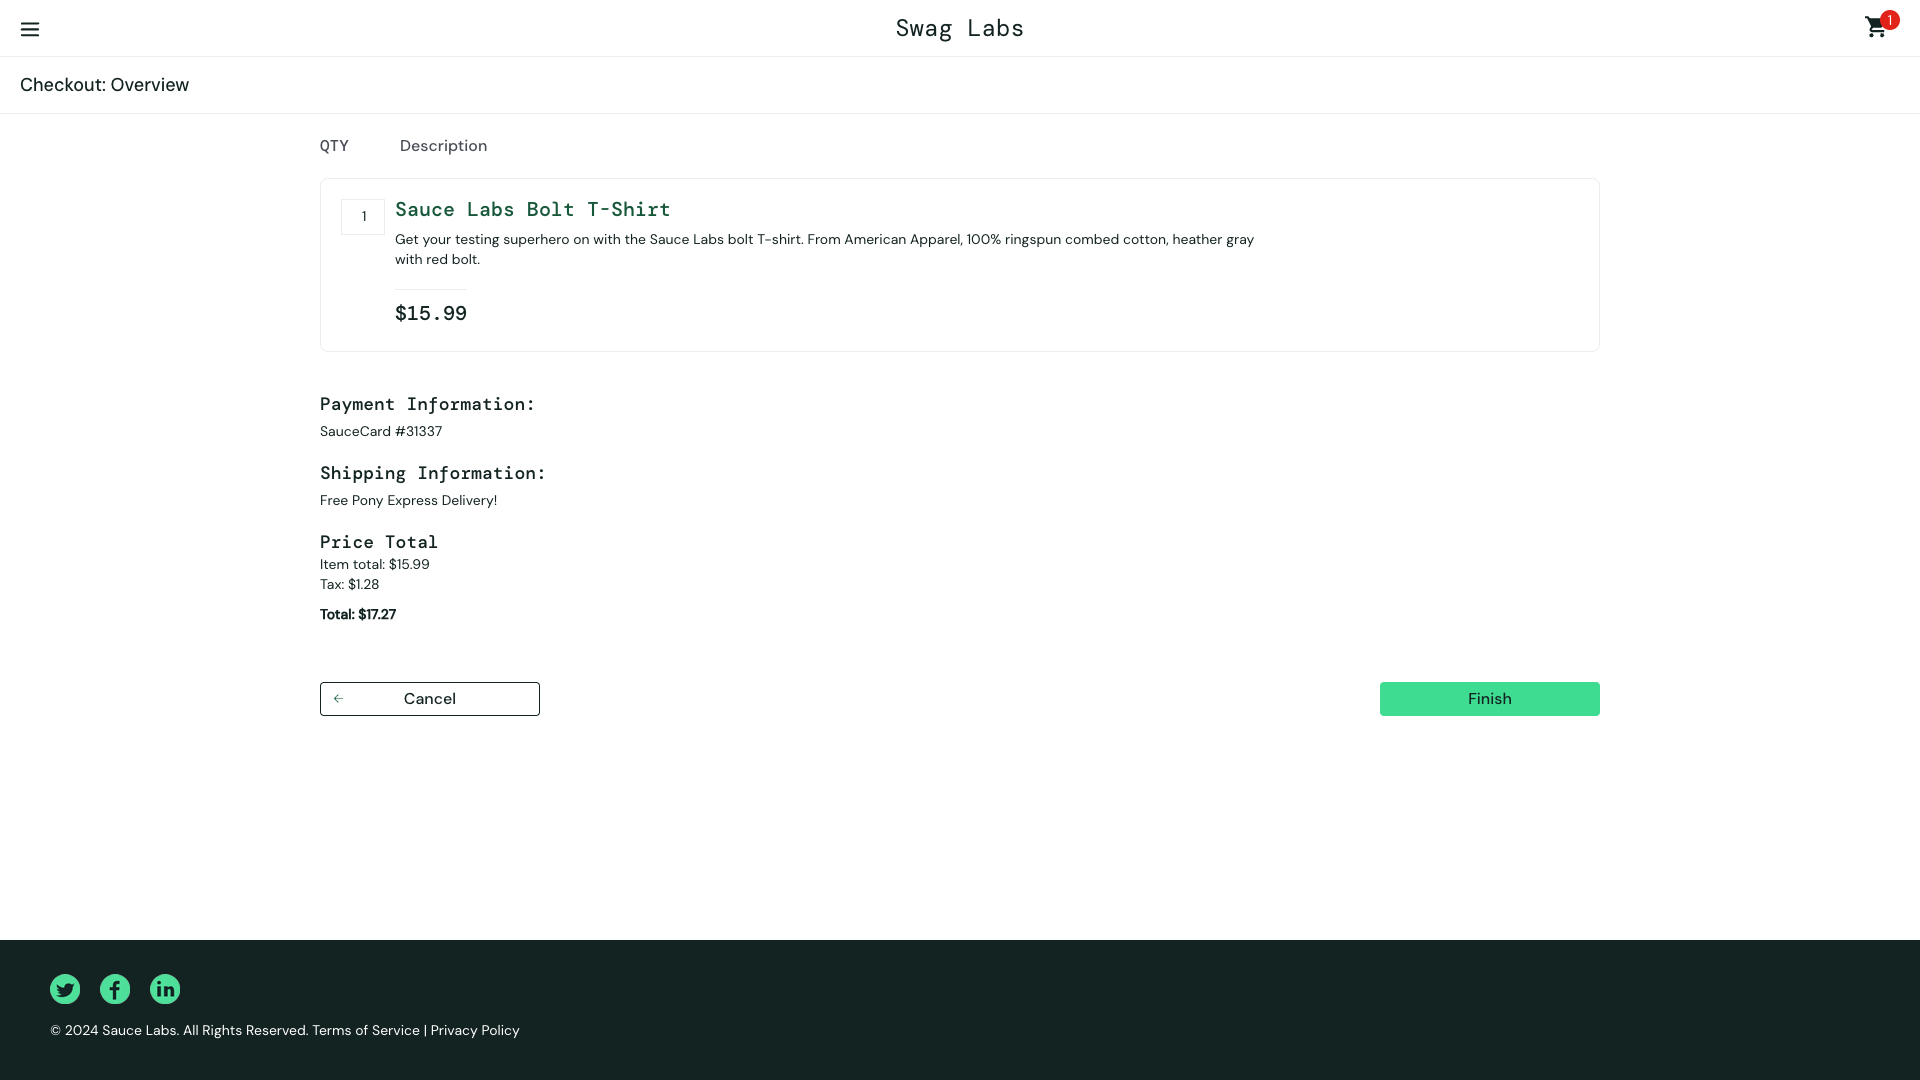 Swag Labs
1
Checkout: Overview
QTY Description
1
Sauce Labs Bolt T-Shirt
Get your testing superhero on with the Sauce Labs bolt T-shirt. From American Apparel, 100% ringspun combed cotton, heather gray
with red bolt.
$15.99
Payment Information:
SauceCard #31337
Shipping Information:
Free Pony Express Delivery!
Price Total
Item total: $15.99
Tax: $1.28
Total: $17.27
Cancel
Finish
© 2024 Sauce Labs. All Rights Reserved. Terms of Service | Privacy Policy